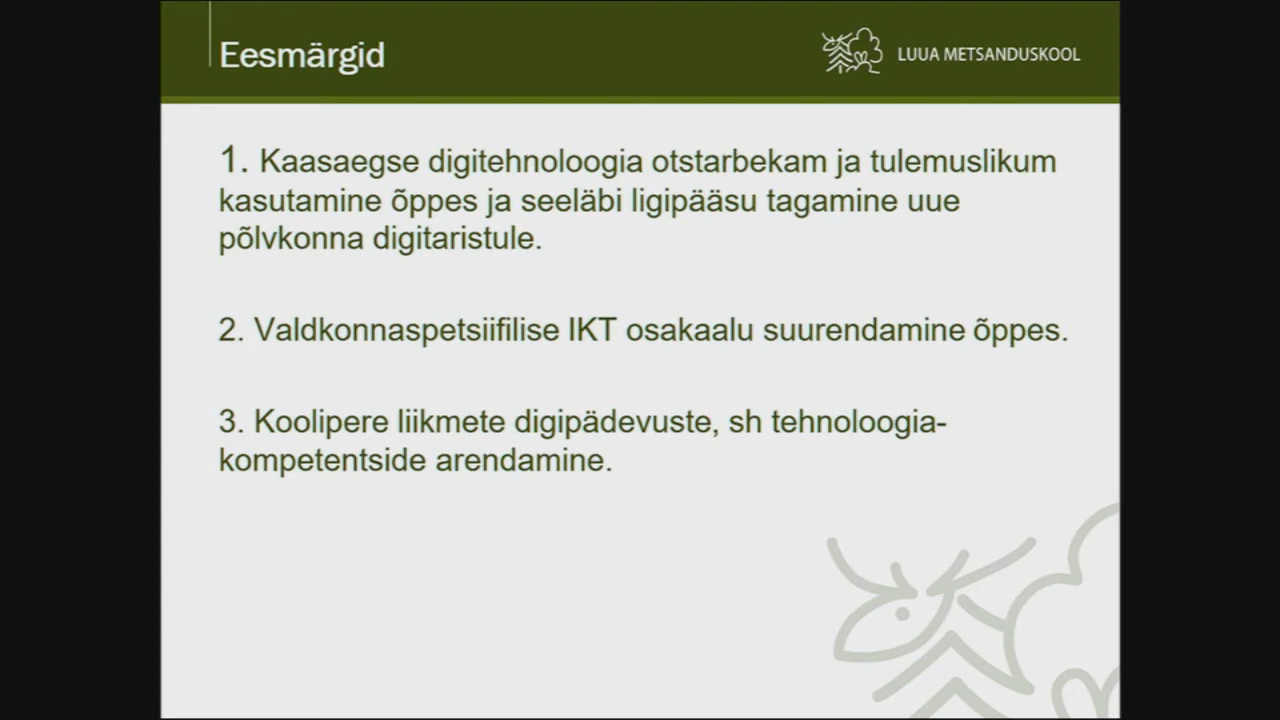 Eesmärgid
LUUA METSANDUSKOOL
1. Kaasaegse digitehnoloogia otstarbekam ja tulemuslikum
kasutamine õppes ja seeläbi ligipääsu tagamine uue
põlvkonna digitaristule.
2. Valdkonnaspetsiifilise IKT osakaalu suurendamine õppes.
3. Koolipere liikmete digipädevuste, sh tehnoloogia-
kompetentside arendamine.